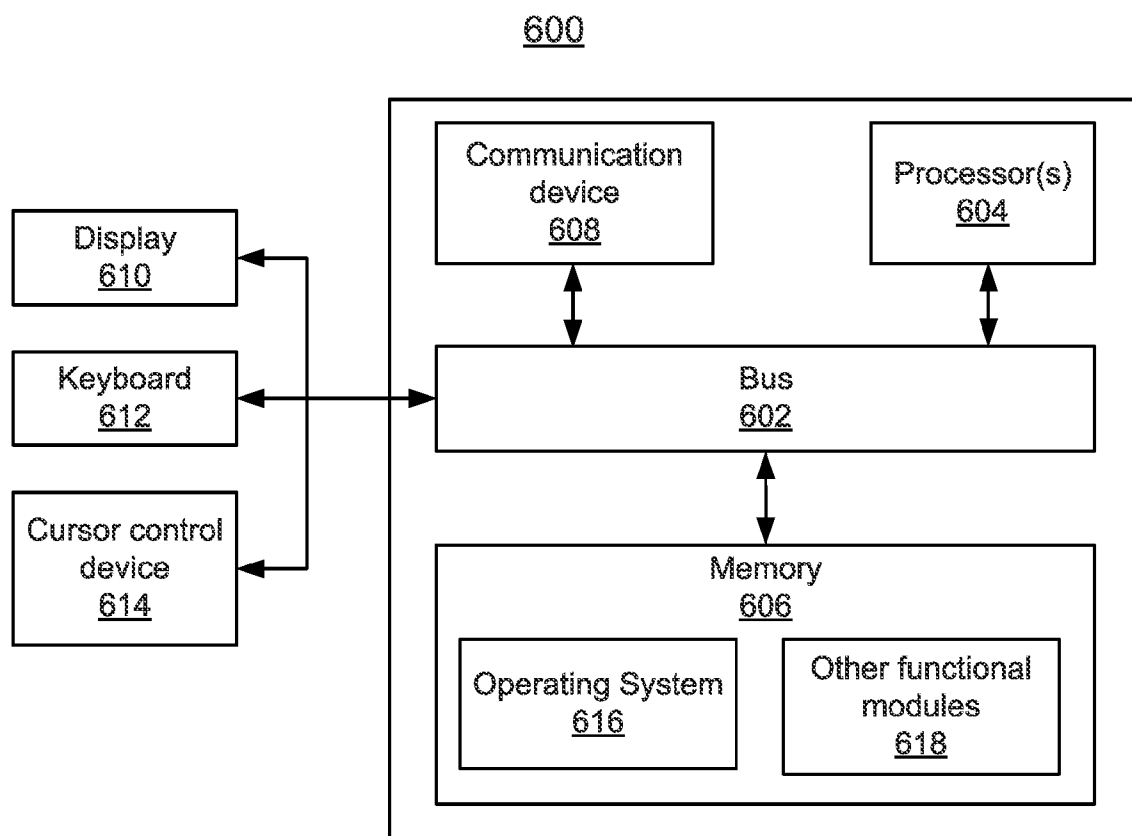 600
Communication
device
608
Processor(s)
604
Display
610
Keyboard
612
Cursor control
device
614
Bus
602
Memory
606
Operating System
616
Other functional
modules
618